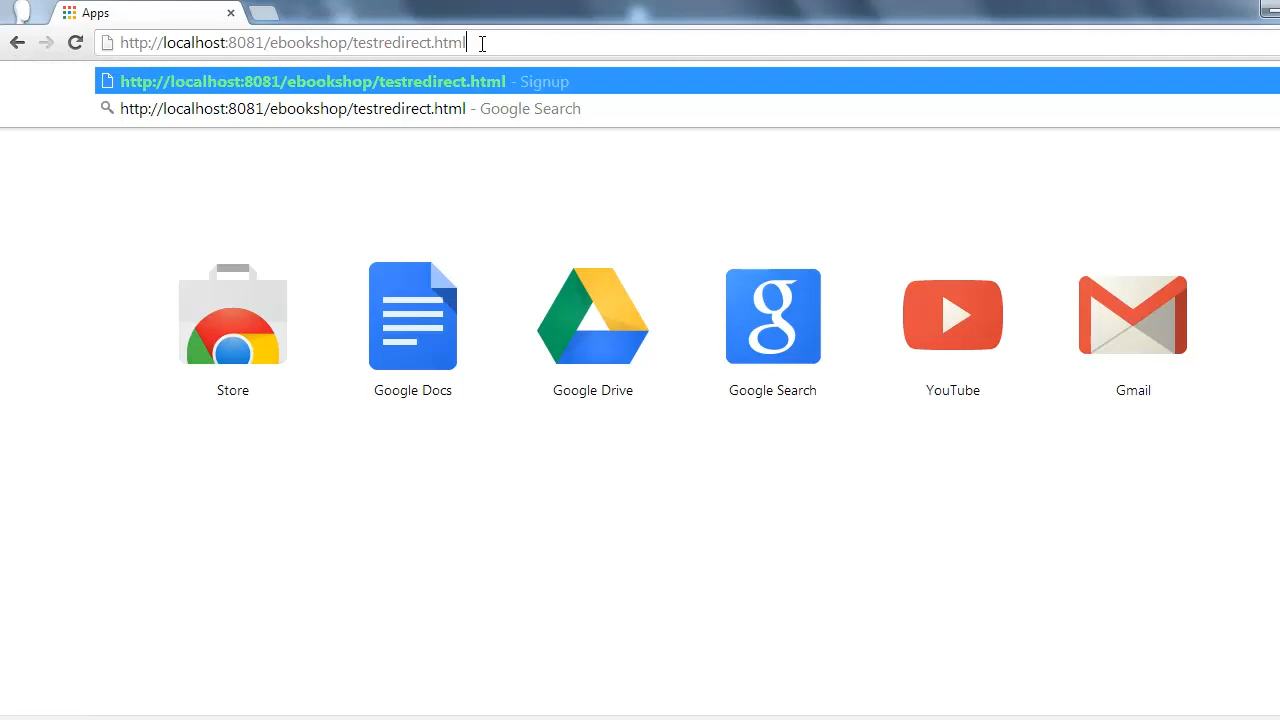 Apps
http://localhost:8081/ebookshop/testredirect.html
http://localhost:8081/ebookshop/testredirect.html - Signup
http://localhost:8081/ebookshop/testredirect.html - Google Search
g
Store
Google Docs
Google Drive
Google Search
YouTube
Gmail